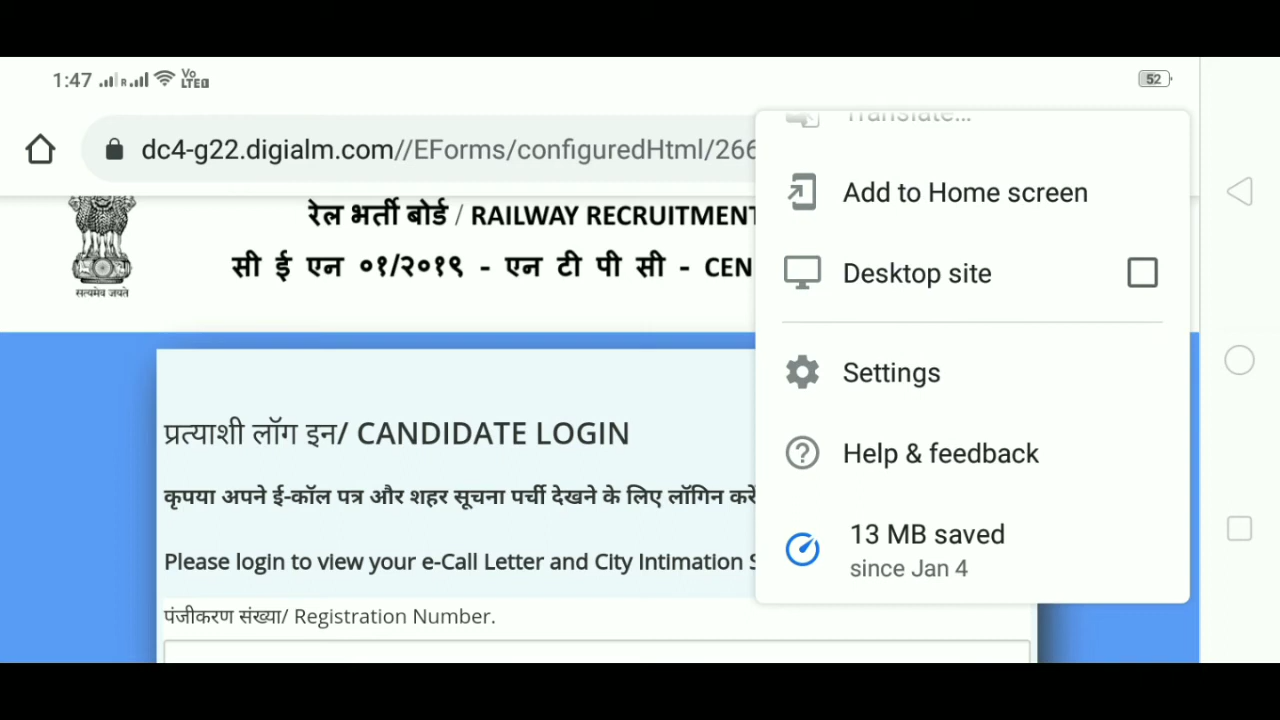 1:47 R Vo LTE 52
dc4-g22.digialm.com//EForms/configuredHtml/266
Translate...
Add to Home screen
Desktop site
Settings
Help & feedback
13 MB saved
since Jan 4
सत्यमेव जयते
रेल भर्ती बोर्ड / RAILWAY RECRUITMENT
सी ई एन ०१/२०१९ - एन टी पी सी - CEN
प्रत्याशी लॉग इन/ CANDIDATE LOGIN
कृपया अपने ई-कॉल पत्र और शहर सूचना पर्ची देखने के लिए लॉगिन करें
Please login to view your e-Call Letter and City Intimation
पंजीकरण संख्या/ Registration Number.